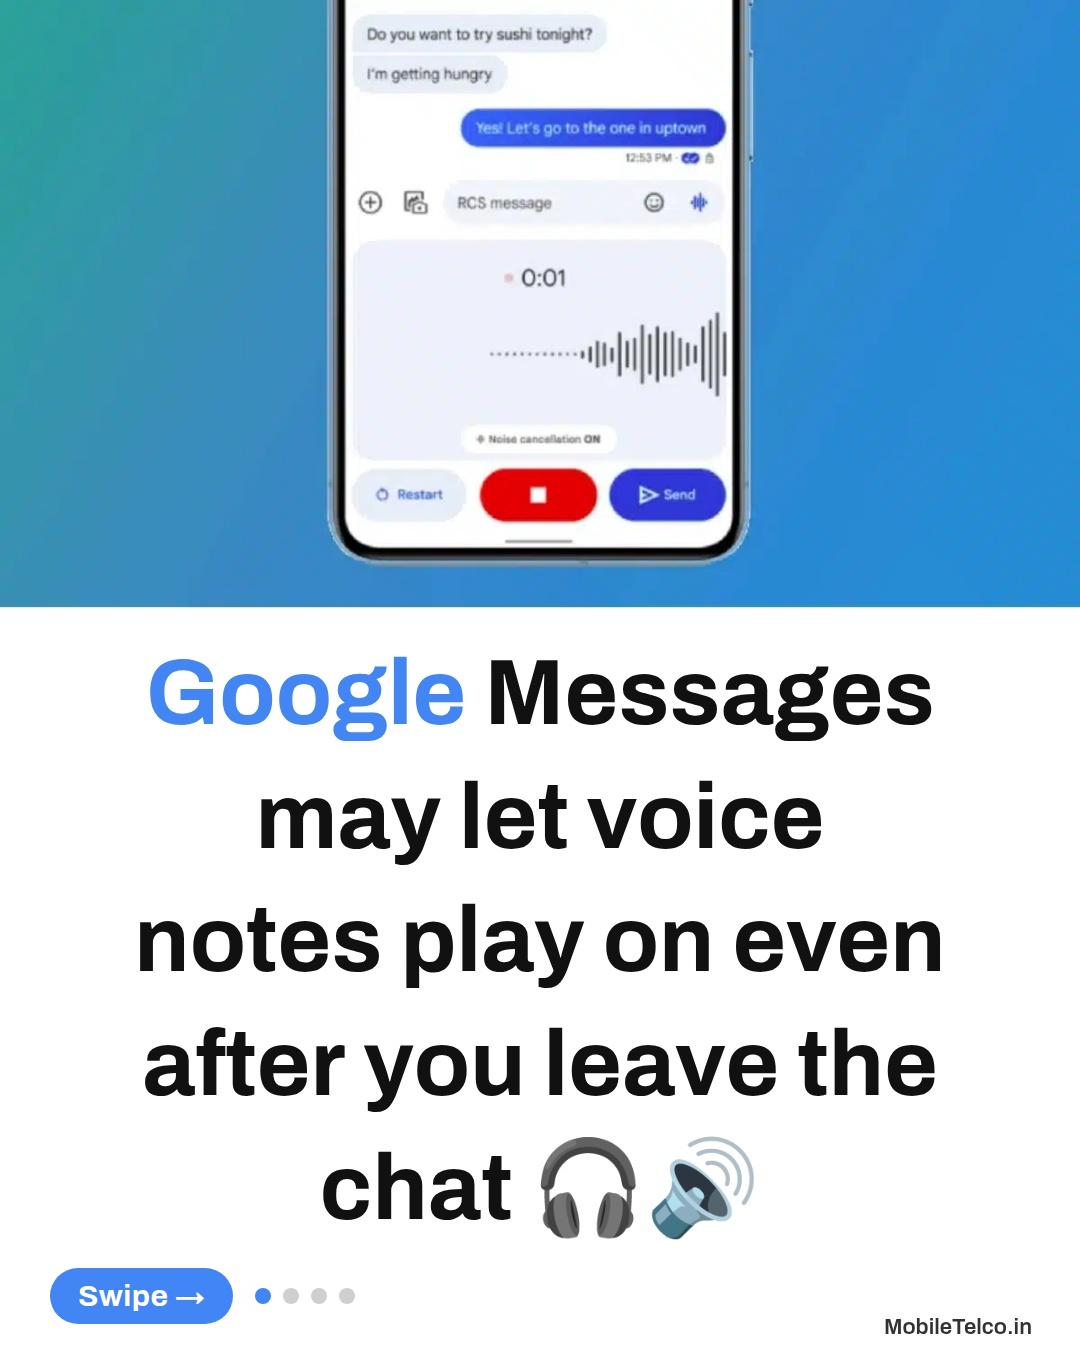 Do you want to try sushi tonight?
I'm getting hungry
Yes! Let's go to the one in uptown
12:53 PM ·
RCS message
0:01
Noise cancellation ON
Restart
Send
Google Messages
may let voice
notes play on even
after you leave the
chat 🎧🔊
Swipe →
MobileTelco.in